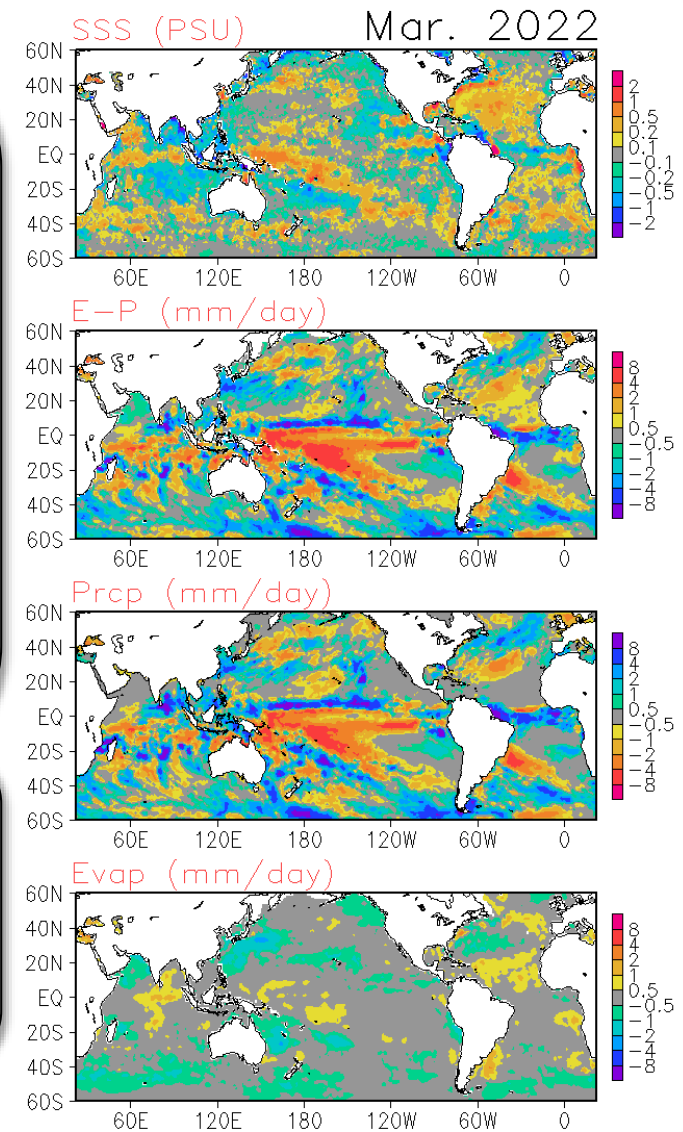 SSS (PSU) Mar. 2022
60N
40N
20N
EQ
20S
40S
60S
60E 120E 180 120W 60W 0
2
1
0.5
0.2
0.1
-0.1
-0.2
-0.5
-1
-2
E-P (mm/day)
60N
40N
20N
EQ
20S
40S
60S
60E 120E 180 120W 60W 0
8
4
2
1
0.5
-0.5
-1
-2
-4
-8
Prcp (mm/day)
60N
40N
20N
EQ
20S
40S
60S
60E 120E 180 120W 60W 0
8
4
2
1
0.5
-0.5
-1
-2
-4
-8
Evap (mm/day)
60N
40N
20N
EQ
20S
40S
60S
60E 120E 180 120W 60W 0
8
4
2
1
0.5
-0.5
-1
-2
-4
-8